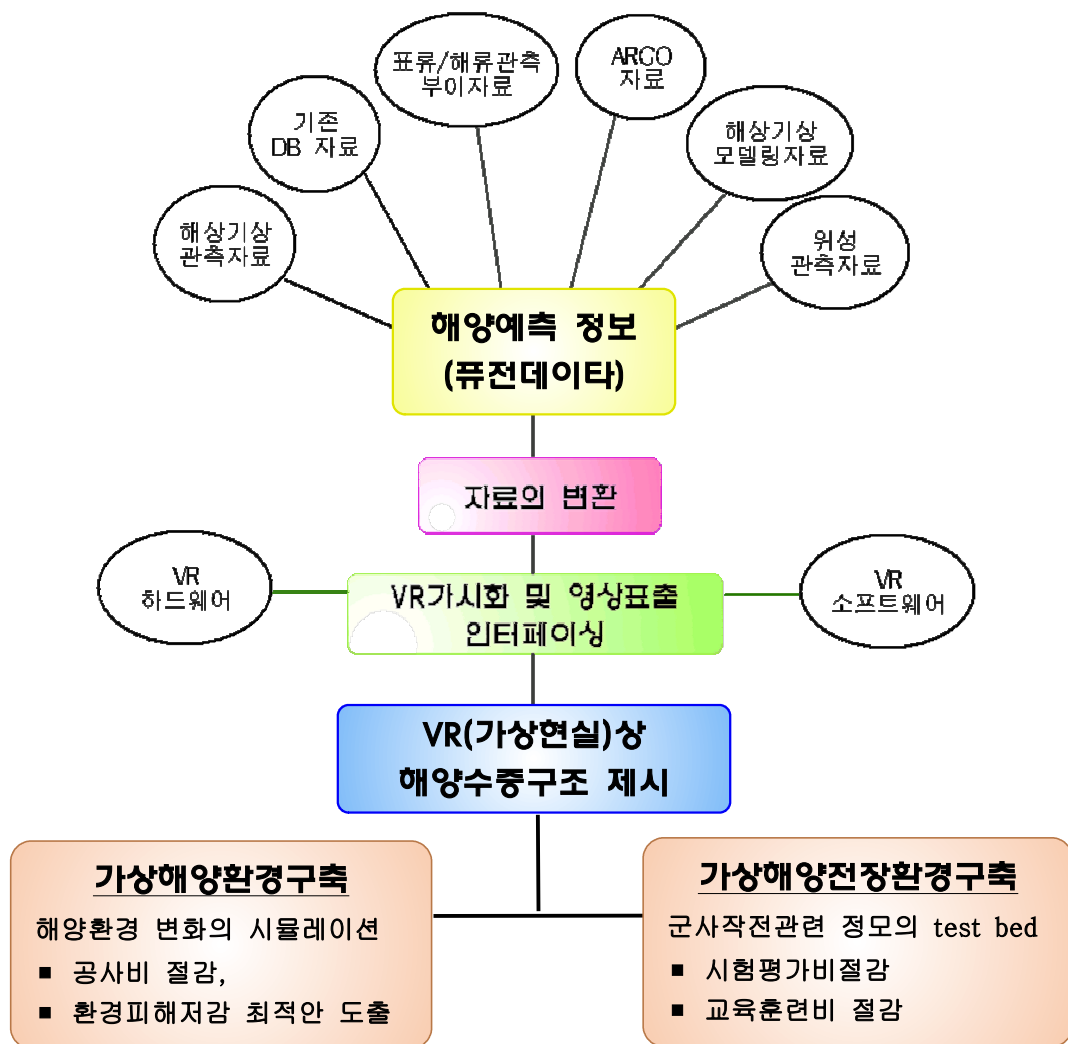 표류/해류관측
부이자료
ARGO
자료
기존
DB 자료
해상기상
모델링자료
해상기상
관측자료
위성
관측자료
해양예측 정보
(퓨전데이타)
자료의 변환
VR
하드웨어
VR가시화 및 영상표출
인터페이싱
VR
소프트웨어
VR(가상현실)상
해양수중구조 제시
가상해양환경구축
해양환경 변화의 시뮬레이션
▪ 공사비 절감,
▪ 환경피해저감 최적안 도출
가상해양전장환경구축
군사작전관련 정모의 test bed
▪ 시험평가비절감
▪ 교육훈련비 절감